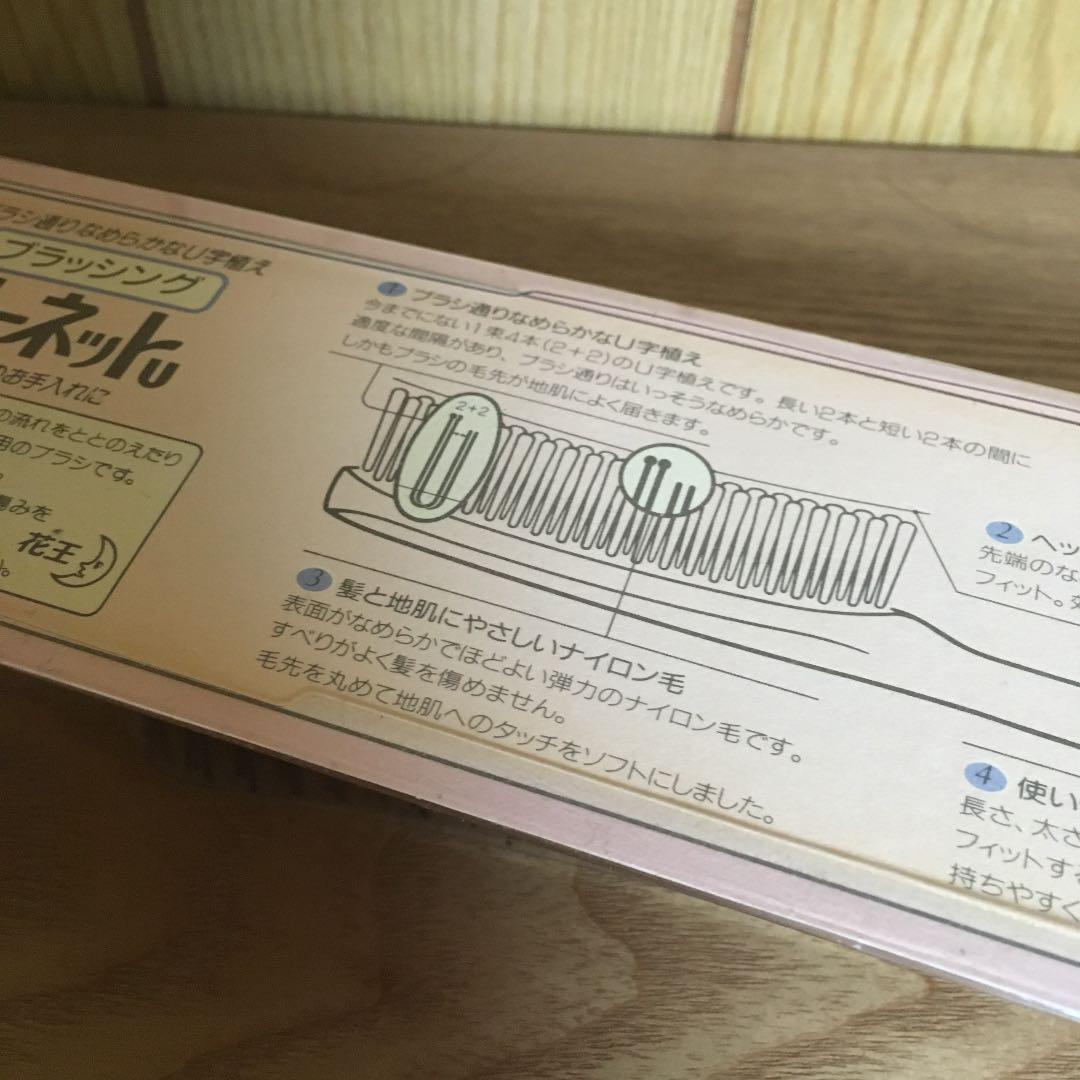 ラシ通りなめらかなU字植え
ブラッシング
ーネット
のお手入れに
の流れをととのえたり
用のブラシです。
傷みを
花王
1 ブラシ通りなめらかなU字植え
今までにない1束4本(2+2)のU字植えです。長い2本と短い2本の間に
適度な間隔があり、ブラシ通りはいっそうなめらかです。
しかもブラシの毛先が地肌によく届きます。
2+2
2 ヘッ
先端のな
フィット。
3 髪と地肌にやさしいナイロン毛
表面がなめらかでほどよい弾力のナイロン毛です。
すべりがよく髪を傷めません。
毛先を丸めて地肌へのタッチをソフトにしました。
4 使い
長さ、太さ
フィットす
持ちやすく